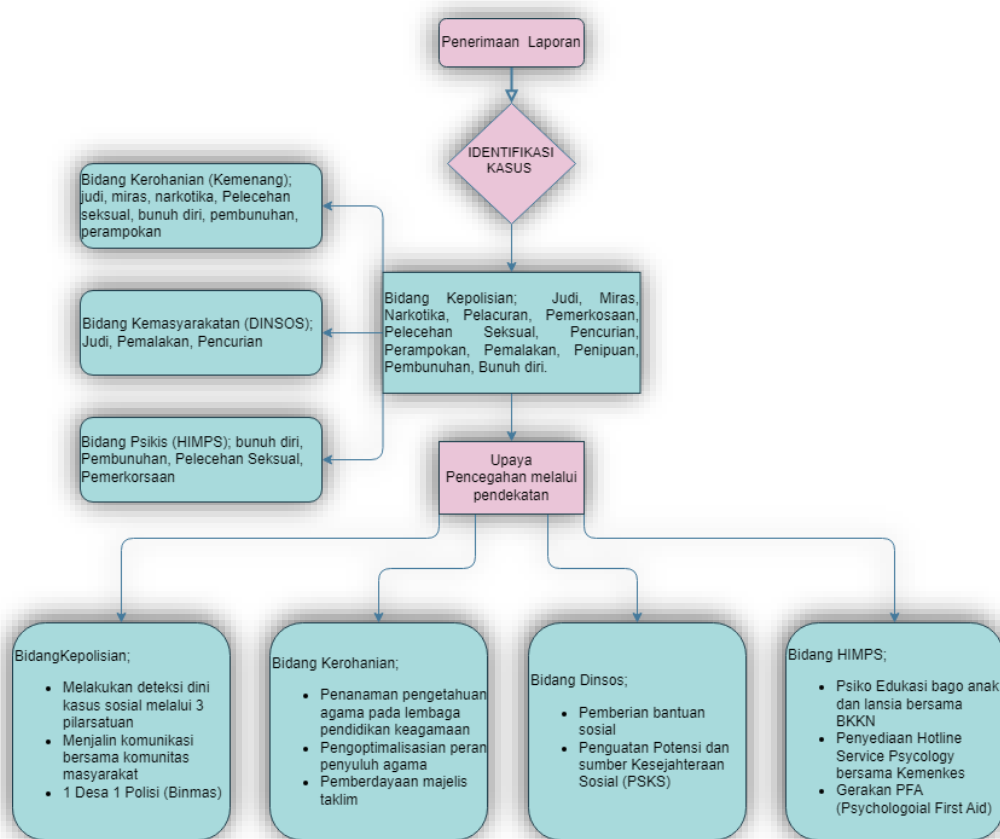 Penerimaan Laporan
IDENTIFIKASI
KASUS
Bidang Kerohanian (Kemenang);
judi, miras, narkotika, Pelecehan
seksual, bunuh diri, pembunuhan,
perampokan
Bidang Kemasyarakatan (DINSOS);
Judi, Pemalakan, Pencurian
Bidang Psikis (HIMPS); bunuh diri,
Pembunuhan, Pelecehan Seksual,
Pemerkorsaan
Bidang Kepolisian; Judi, Miras,
Narkotika, Pelacuran, Pemerkosaan,
Pelecehan Seksual, Pencurian,
Perampokan, Pemalakan, Penipuan,
Pembunuhan, Bunuh diri.
Upaya
Pencegahan melalui
pendekatan
BidangKepolisian;
• Melakukan deteksi dini
kasus sosial melalui 3
pilarsatuan
• Menjalin komunikasi
bersama komunitas
masyarakat
• 1 Desa 1 Polisi (Binmas)
Bidang Kerohanian;
• Penanaman pengetahuan
agama pada lembaga
pendidikan keagamaan
• Pengoptimalisasian peran
penyuluh agama
• Pemberdayaan majelis
taklim
Bidang Dinsos;
• Pemberian bantuan
sosial
• Penguatan Potensi dan
sumber Kesejahteraan
Sosial (PSKS)
Bidang HIMPS;
• Psiko Edukasi bago anak
dan lansia bersama
BKKN
• Penyediaan Hotline
Service Psycology
bersama Kemenkes
• Gerakan PFA
(Psychologoial First Aid)